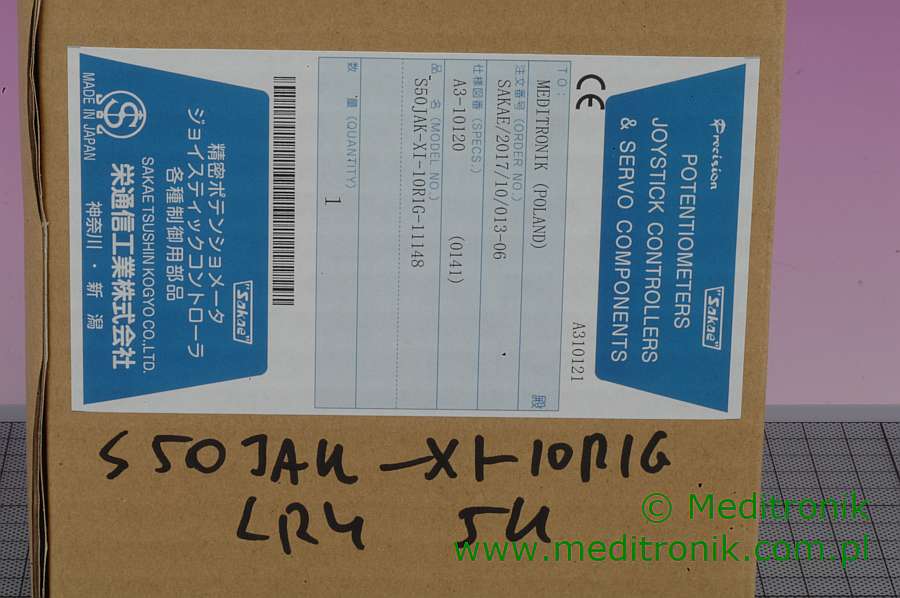 Precision
POTENTIOMETERS
JOYSTICK CONTROLLERS
& SERVO COMPONENTS
Sakae
CE
A310121
TO:
MEDITRONIK (POLAND)
殿
注文番号 (ORDER NO.)
SAKAE/2017/10/013-06
仕様図番 (SPECS.)
A3-10120 (0141)
品 名 (MODEL NO.)
S50JAK-XI-10R1G-11148
数 量 (QUANTITY)
1
Sakae
精密ポテンショメータ
ジョイスティックコントローラ
各種制御用部品
SAKAE TSUSHIN KOGYO CO.,LTD.
栄通信工業株式会社
神奈川・新潟
MADE IN JAPAN
S50JAK-XI-10R1G
LR4 5K
© Meditronik
www.meditronik.com.pl